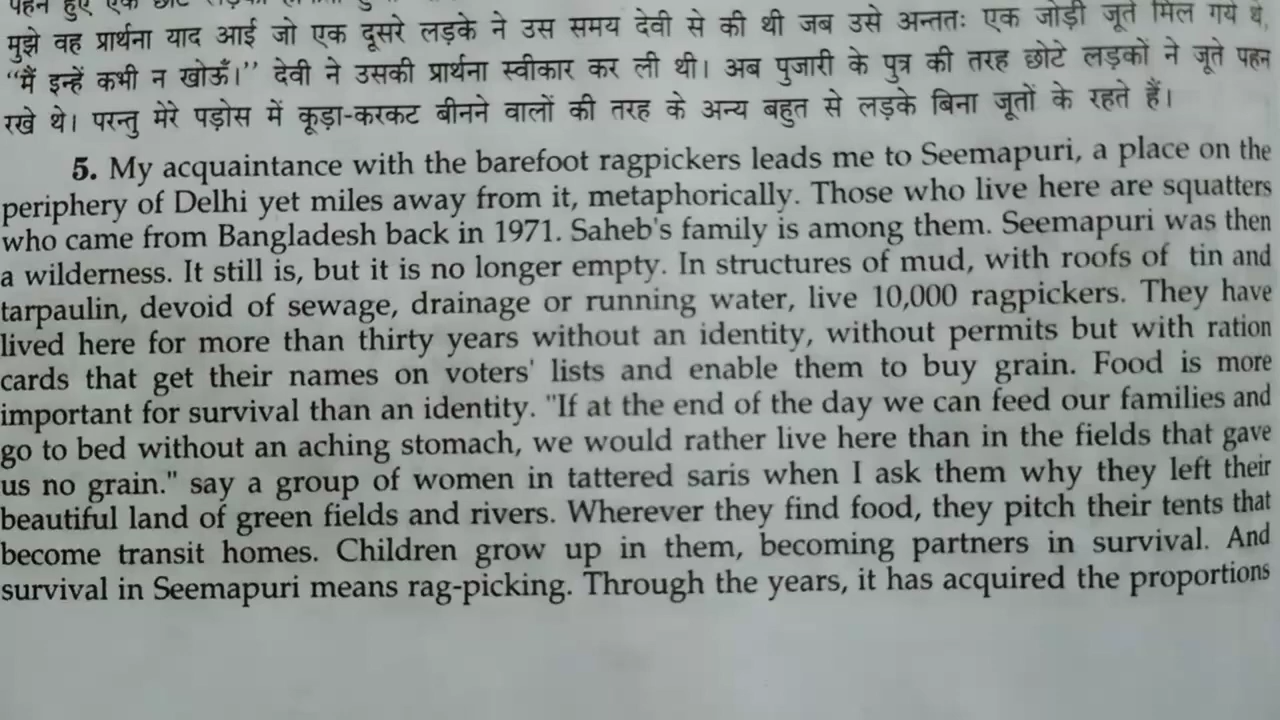 पहने हुए एक छोटे
मुझे वह प्रार्थना याद आई जो एक दूसरे लड़के ने उस समय देवी से की थी जब उसे अन्ततः एक जोड़ी जूते मिल गये थे,
“मैं इन्हें कभी न खोऊँ।” देवी ने उसकी प्रार्थना स्वीकार कर ली थी। अब पुजारी के पुत्र की तरह छोटे लड़कों ने जूते पहन
रखे थे। परन्तु मेरे पड़ोस में कूड़ा-करकट बीनने वालों की तरह के अन्य बहुत से लड़के बिना जूतों के रहते हैं।
5. My acquaintance with the barefoot ragpickers leads me to Seemapuri, a place on the
periphery of Delhi yet miles away from it, metaphorically. Those who live here are squatters
who came from Bangladesh back in 1971. Saheb's family is among them. Seemapuri was then
a wilderness. It still is, but it is no longer empty. In structures of mud, with roofs of tin and
tarpaulin, devoid of sewage, drainage or running water, live 10,000 ragpickers. They have
lived here for more than thirty years without an identity, without permits but with ration
cards that get their names on voters' lists and enable them to buy grain. Food is more
important for survival than an identity. "If at the end of the day we can feed our families and
go to bed without an aching stomach, we would rather live here than in the fields that gave
us no grain." say a group of women in tattered saris when I ask them why they left their
beautiful land of green fields and rivers. Wherever they find food, they pitch their tents that
become transit homes. Children grow up in them, becoming partners in survival. And
survival in Seemapuri means rag-picking. Through the years, it has acquired the proportions